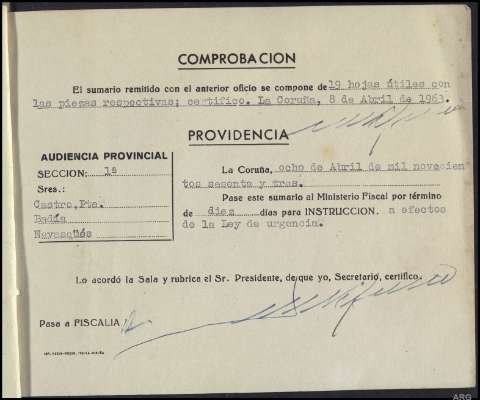 COMPROBACION
El sumario remitido con el anterior oficio se compone de 19 hojas útiles con
las piezas respectivas; certifico. La Coruña, 8 de Abril de 1963.
PROVIDENCIA
AUDIENCIA PROVINCIAL
SECCION: 1ª
Sres.:
Castro, Pte.
Badía
Navasqués
La Coruña, ocho de Abril de mil novecien
tos sesenta y tres.
Pase este sumario al Ministerio Fiscal por término
de diez días para INSTRUCCION. a efectos
de la Ley de urgencia.
Lo acordó la Sala y rubrica el Sr. Presidente, de que yo, Secretario, certifico.
Pasa a FISCALIA
ARG